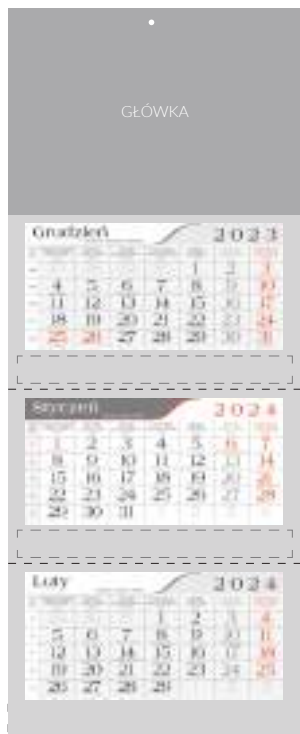 GŁÓWKA
Grudzień 2023
1 2 3
4 5 6 7 8 9 10
11 12 13 14 15 16 17
18 19 20 21 22 23 24
25 26 27 28 29 30 31
Styczeń 2024
1 2 3 4 5 6 7
8 9 10 11 12 13 14
15 16 17 18 19 20 21
22 23 24 25 26 27 28
29 30 31
Luty 2024
1 2 3 4
5 6 7 8 9 10 11
12 13 14 15 16 17 18
19 20 21 22 23 24 25
26 27 28 29